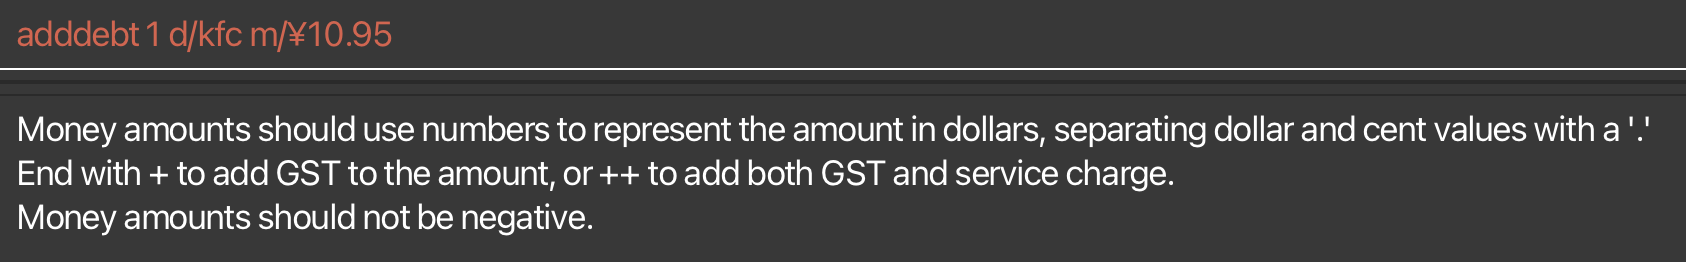 adddebt 1 d/kfc m/¥10.95
Money amounts should use numbers to represent the amount in dollars, separating dollar and cent values with a '.'
End with + to add GST to the amount, or ++ to add both GST and service charge.
Money amounts should not be negative.